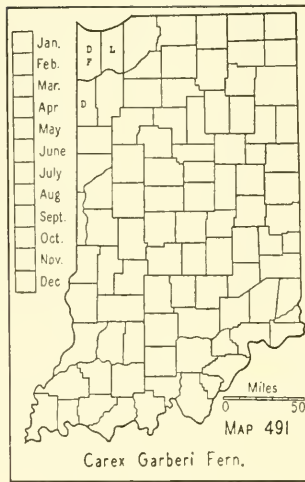 Jan.
Feb.
Mar.
Apr
May
June
July
Aug
Sept.
Oct.
Nov.
Dec
D L
F
D
Miles
0 50
MAP 491
Carex Garberi Fern.